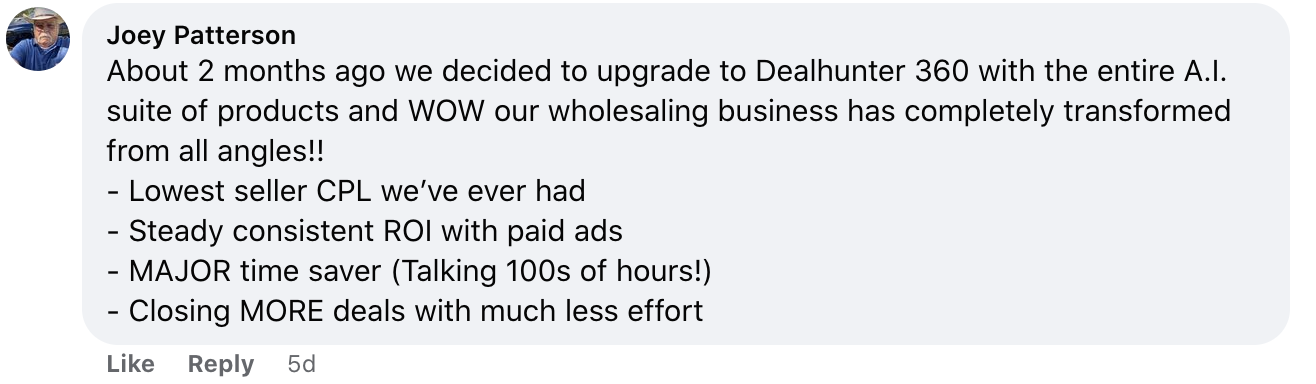 Joey Patterson
About 2 months ago we decided to upgrade to Dealhunter 360 with the entire A.I.
suite of products and WOW our wholesaling business has completely transformed
from all angles!!
- Lowest seller CPL we’ve ever had
- Steady consistent ROI with paid ads
- MAJOR time saver (Talking 100s of hours!)
- Closing MORE deals with much less effort
Like Reply 5d